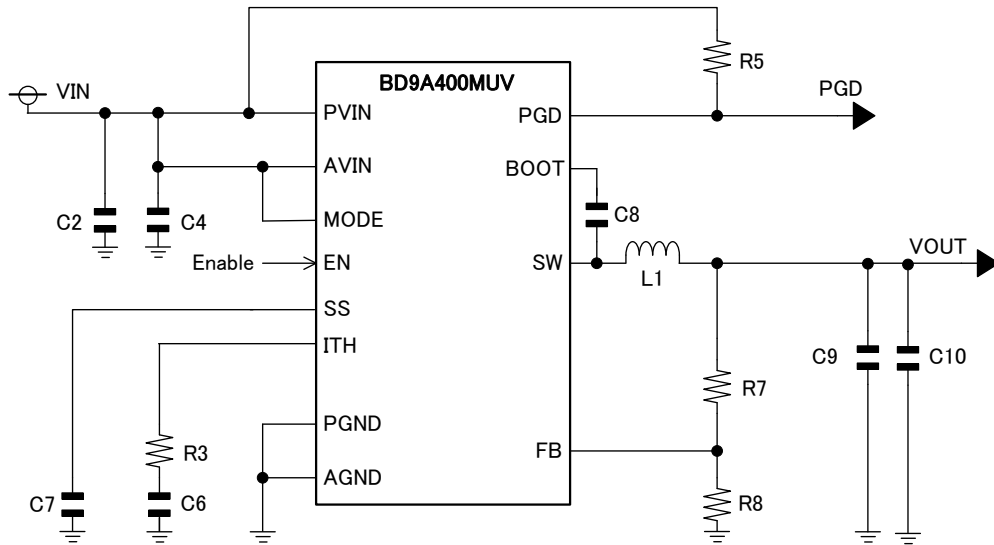 BD9A400MUV
VIN
R5
PGD
PVIN
PGD
AVIN
BOOT
C2
C4
MODE
C8
Enable
EN
SW
L1
VOUT
SS
ITH
C9
C10
R7
PGND
FB
R3
AGND
C7
C6
R8